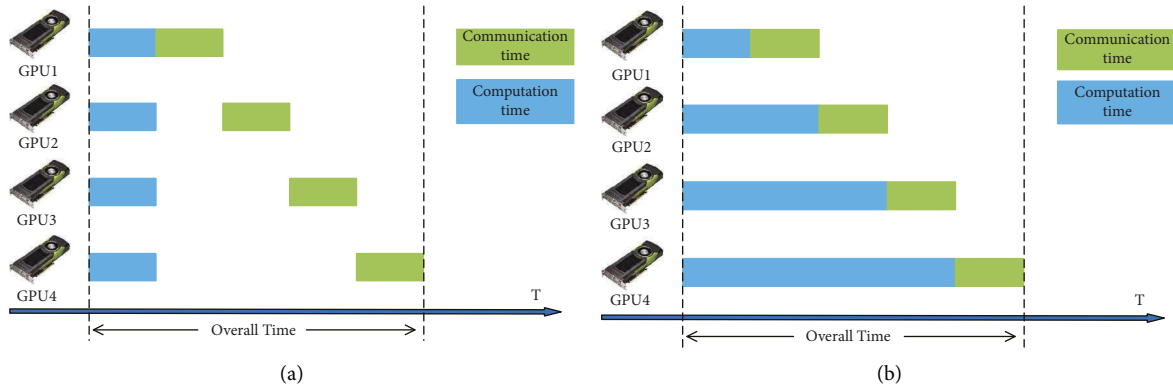 GPU1
GPU2
GPU3
GPU4
Communication
time
Computation
time
T
Overall Time
(a)
GPU1
GPU2
GPU3
GPU4
Communication
time
Computation
time
T
Overall Time
(b)